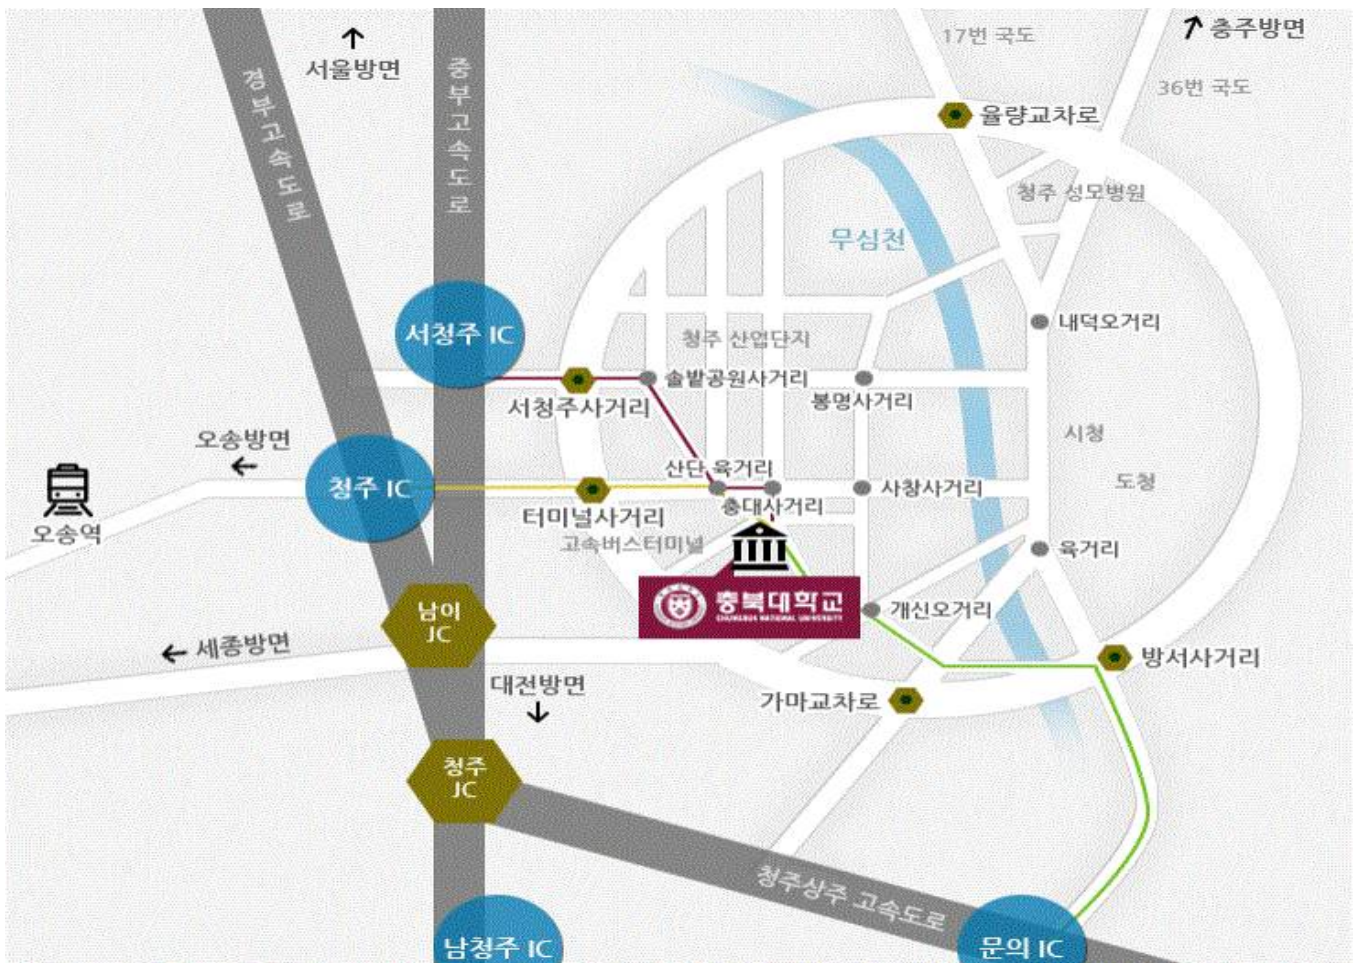 17번 국도
충주방면
서울방면
경부고속도로
중부고속도로
36번 국도
율량교차로
청주 성모병원
무심천
서청주 IC
내덕오거리
청주 산업단지
솔밭공원사거리
서청주사거리
봉명사거리
오송방면
시청
산단 육거리
도청
청주 IC
사창사거리
충대사거리
터미널사거리
오송역
고속버스터미널
육거리
남이
JC
충북대학교
CHUNGBUK NATIONAL UNIVERSITY
개신오거리
세종방면
방서사거리
대전방면
가마교차로
청주
JC
청주상주 고속도로
남청주 IC
문의 IC